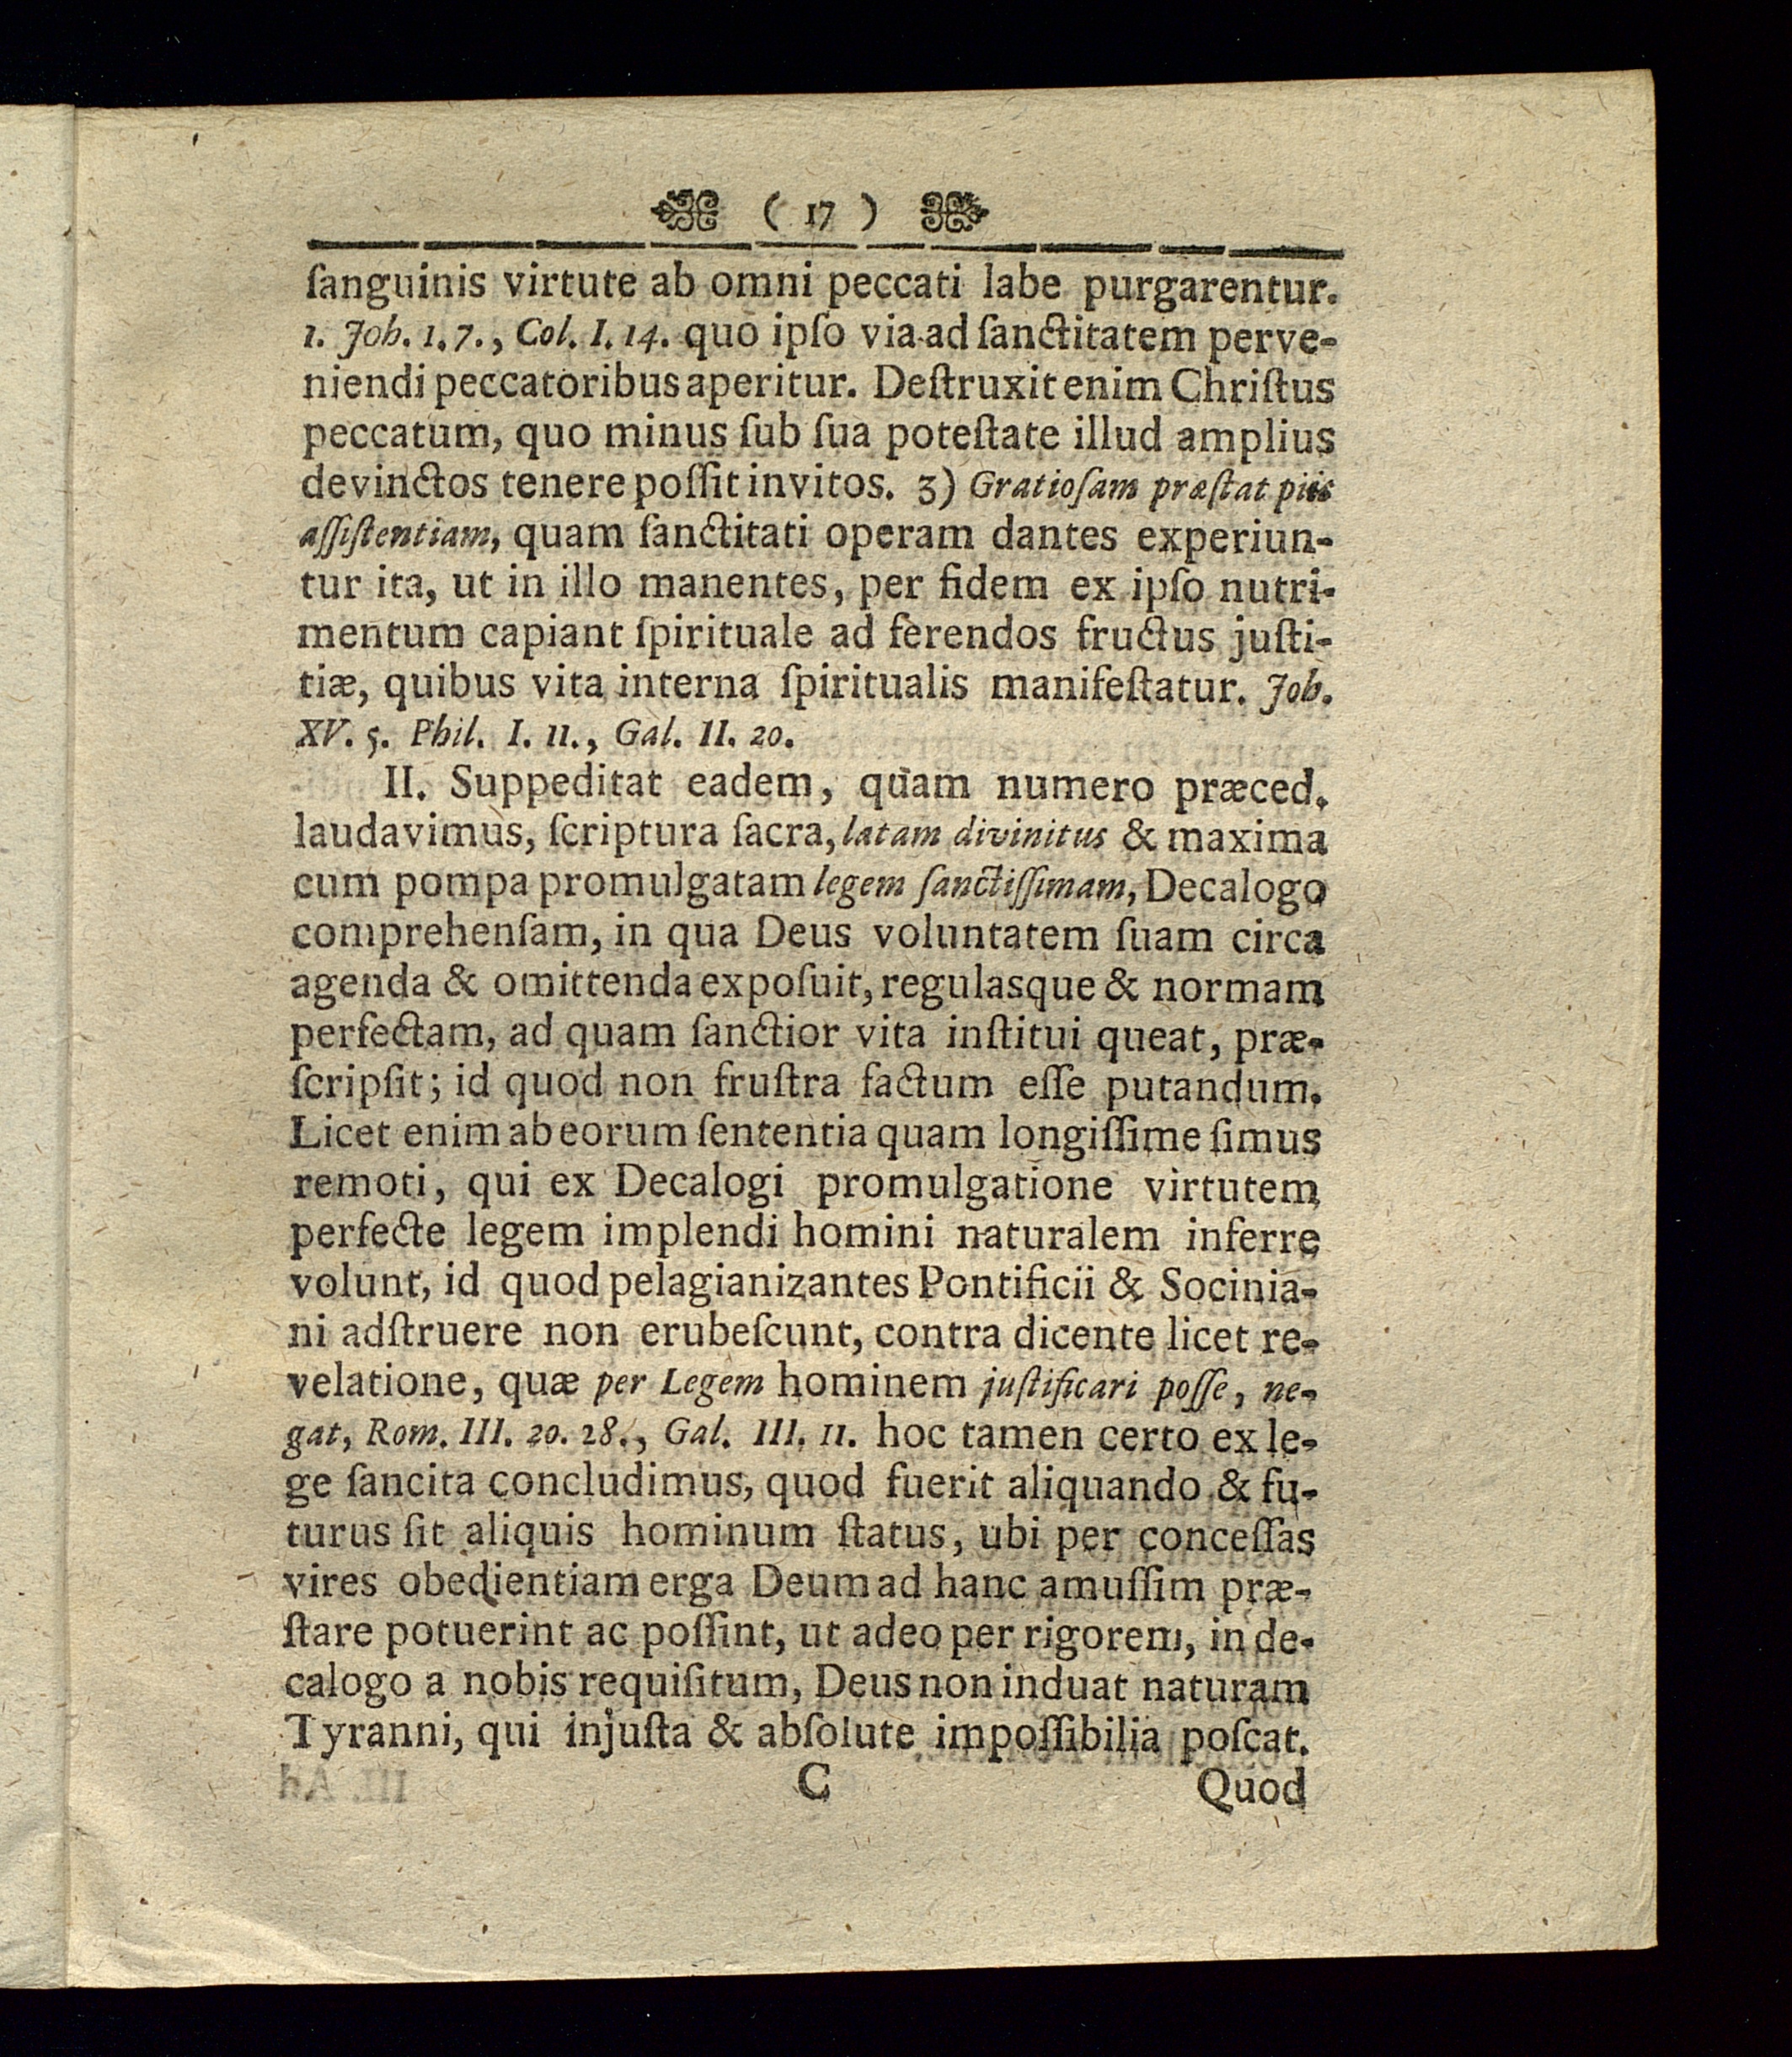 ( 17 )
ſanguinis virtute ab omni peccati labe purgarentur.
1. Joh. 1. 7., Col. I. 14. quo ipſo via ad ſanctitatem perve-
niendi peccatoribus aperitur. Deſtruxit enim Chriſtus
peccatum, quo minus ſub ſua poteſtate illud amplius
devinctos tenere poſſit invitos. 3) Gratioſam præſtat piis
aſſiſtentiam, quam ſanctitati operam dantes experiun-
tur ita, ut in illo manentes, per fidem ex ipſo nutri-
mentum capiant ſpirituale ad ferendos fructus juſti-
tiæ, quibus vita interna ſpiritualis manifeſtatur. Joh.
XV. 5. Phil. I. 11., Gal. II. 20.
II. Suppeditat eadem, quam numero præced.
laudavimus, ſcriptura ſacra, latam divinitus & maxima
cum pompa promulgatam legem ſanctiſſimam, Decalogo
comprehenſam, in qua Deus voluntatem ſuam circa
agenda & omittenda expoſuit, regulasque & normam
perfectam, ad quam ſanctior vita inſtitui queat, præ-
ſcripſit; id quod non fruſtra factum eſſe putandum.
Licet enim ab eorum ſententia quam longiſſime ſimus
remoti, qui ex Decalogi promulgatione virtutem
perfecte legem implendi homini naturalem inferre
volunt, id quod pelagianizantes Pontificii & Socinia-
ni adſtruere non erubeſcunt, contra dicente licet re-
velatione, quæ per Legem hominem juſtificari poſſe, ne-
gat, Rom. III. 20. 28., Gal. III. 11. hoc tamen certo ex le-
ge ſancita concludimus, quod fuerit aliquando & fu-
turus ſit aliquis hominum ſtatus, ubi per conceſſas
vires obedientiam erga Deum ad hanc amuſſim præ-
ſtare potuerint ac poſſint, ut adeo per rigorem, in de-
calogo a nobis requiſitum, Deus non induat naturam
Tyranni, qui injuſta & abſolute impoſſibilia poſcat.
C Quod